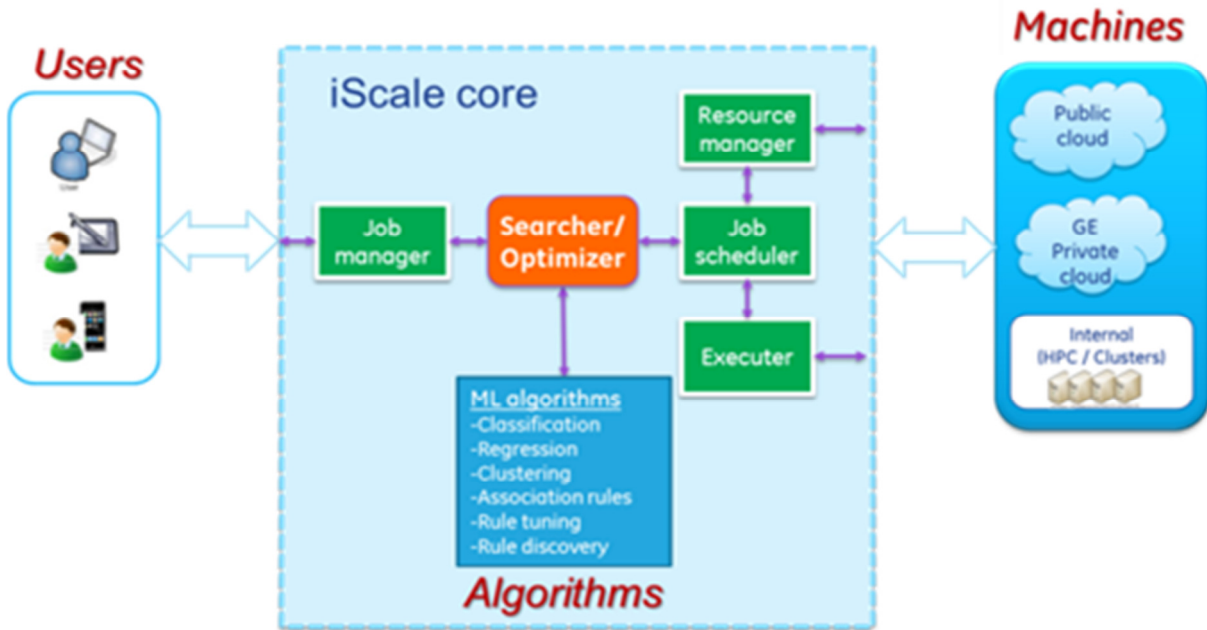 Users
User
iScale core
Job
manager
Searcher/
Optimizer
Resource
manager
Job
scheduler
Executer
ML algorithms
-Classification
-Regression
-Clustering
-Association rules
-Rule tuning
-Rule discovery
Algorithms
Machines
Public
cloud
GE
Private
cloud
Internal
(HPC / Clusters)